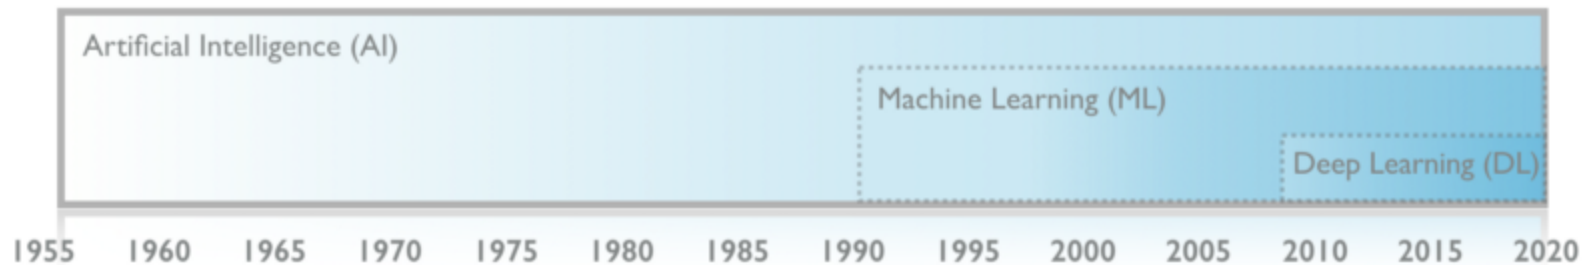 Artificial Intelligence (AI)
Machine Learning (ML)
Deep Learning (DL)
1955 1960 1965 1970 1975 1980 1985 1990 1995 2000 2005 2010 2015 2020